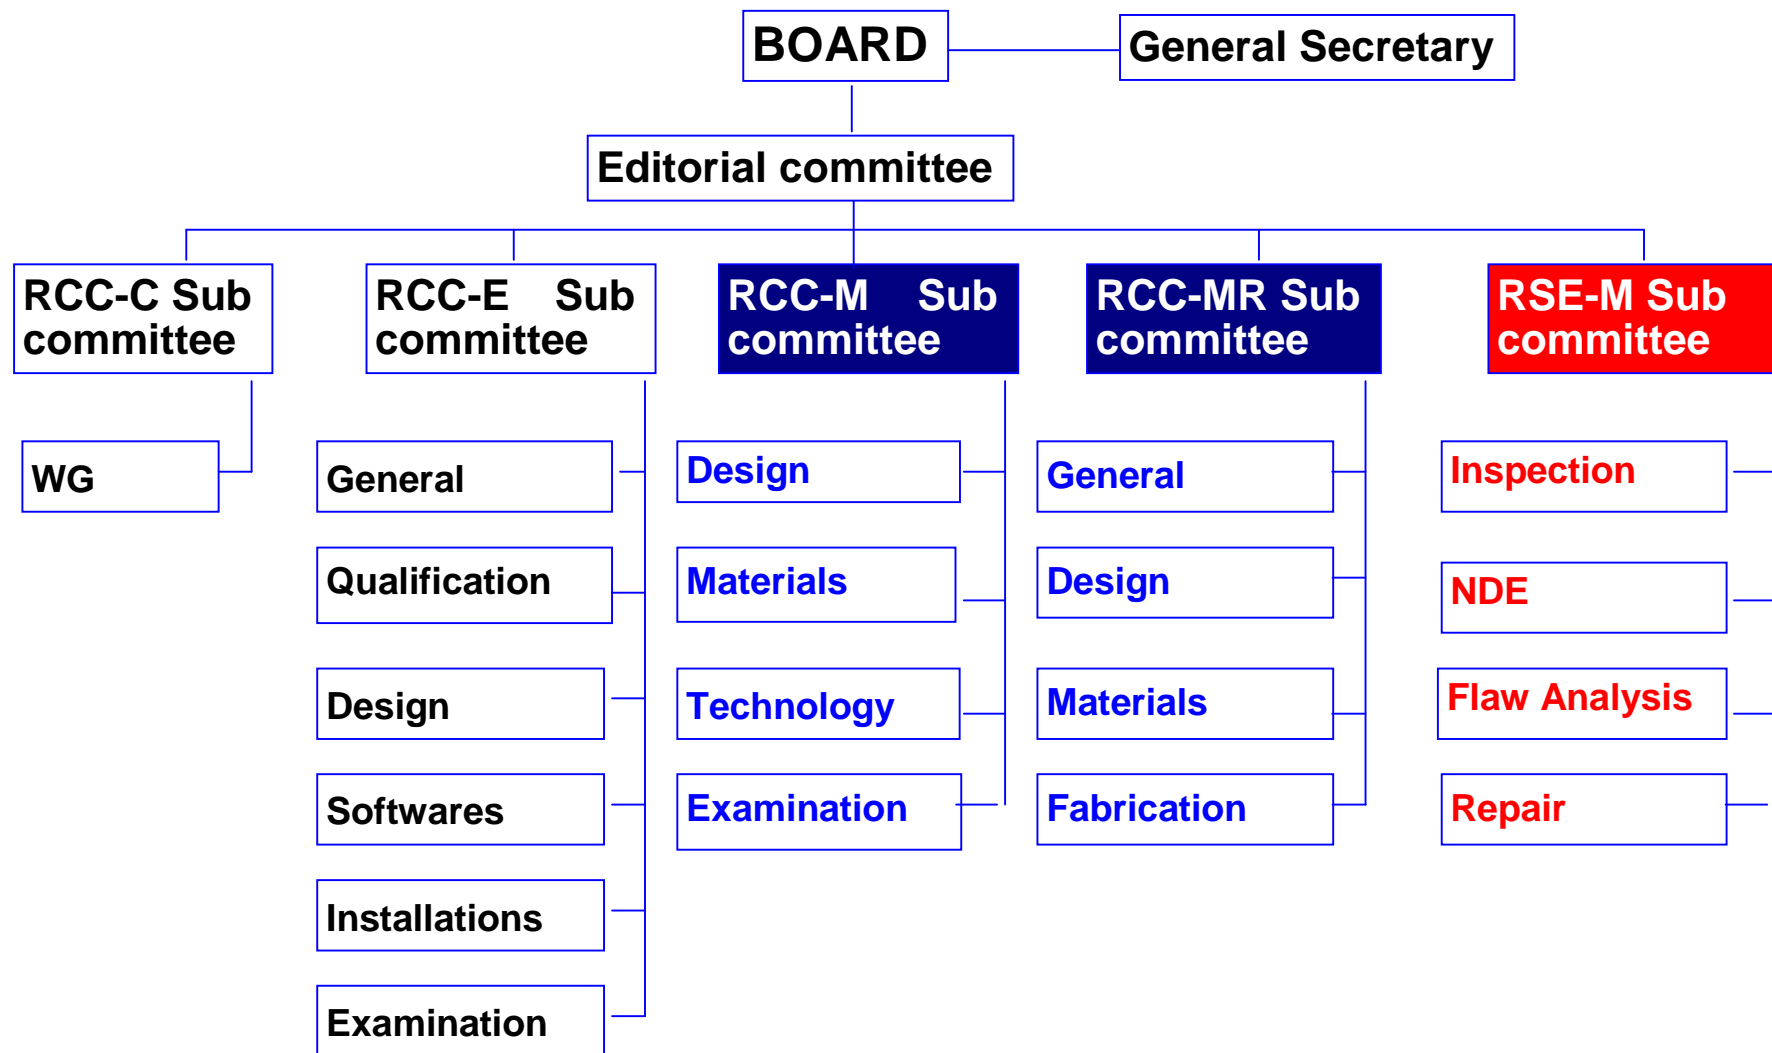 BOARD
General Secretary
Editorial committee
RCC-C Sub
committee
RCC-E Sub
committee
RCC-M Sub
committee
RCC-MR Sub
committee
RSE-M Sub
committee
WG
General
Qualification
Design
Softwares
Installations
Examination
Design
Materials
Technology
Examination
General
Design
Materials
Fabrication
Inspection
NDE
Flaw Analysis
Repair